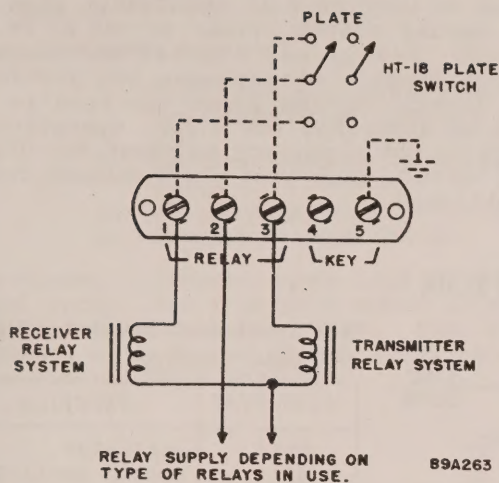 PLATE
HT-18 PLATE
SWITCH
1 2 3 4 5
RELAY KEY
RECEIVER
RELAY
SYSTEM
TRANSMITTER
RELAY SYSTEM
RELAY SUPPLY DEPENDING ON
TYPE OF RELAYS IN USE.
89A263